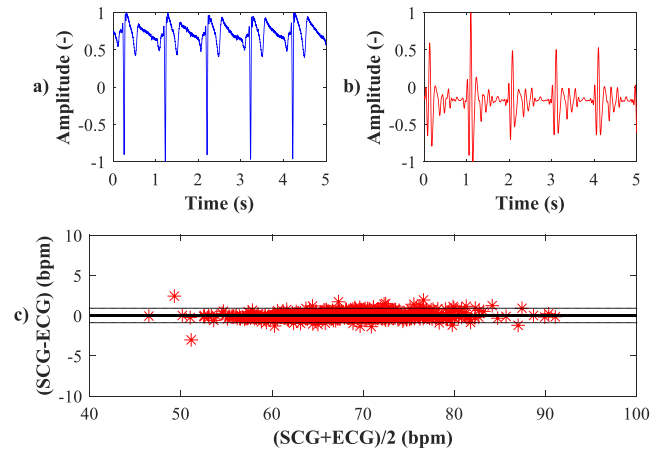 a)
Amplitude (-)
1
0.5
0
-0.5
-1
0 1 2 3 4 5
Time (s)
b)
Amplitude (-)
1
0.5
0
-0.5
-1
0 1 2 3 4 5
Time (s)
c)
(SCG-ECG) (bpm)
10
5
0
-5
-10
40 50 60 70 80 90 100
(SCG+ECG)/2 (bpm)